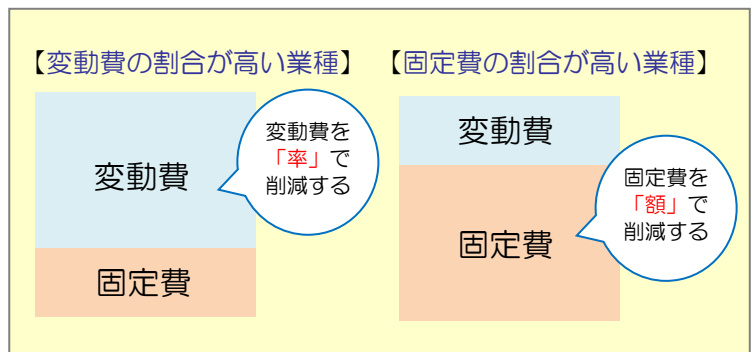 【変動費の割合が高い業種】
変動費
変動費を
「率」で
削減する
固定費
【固定費の割合が高い業種】
変動費
固定費
固定費を
「額」で
削減する